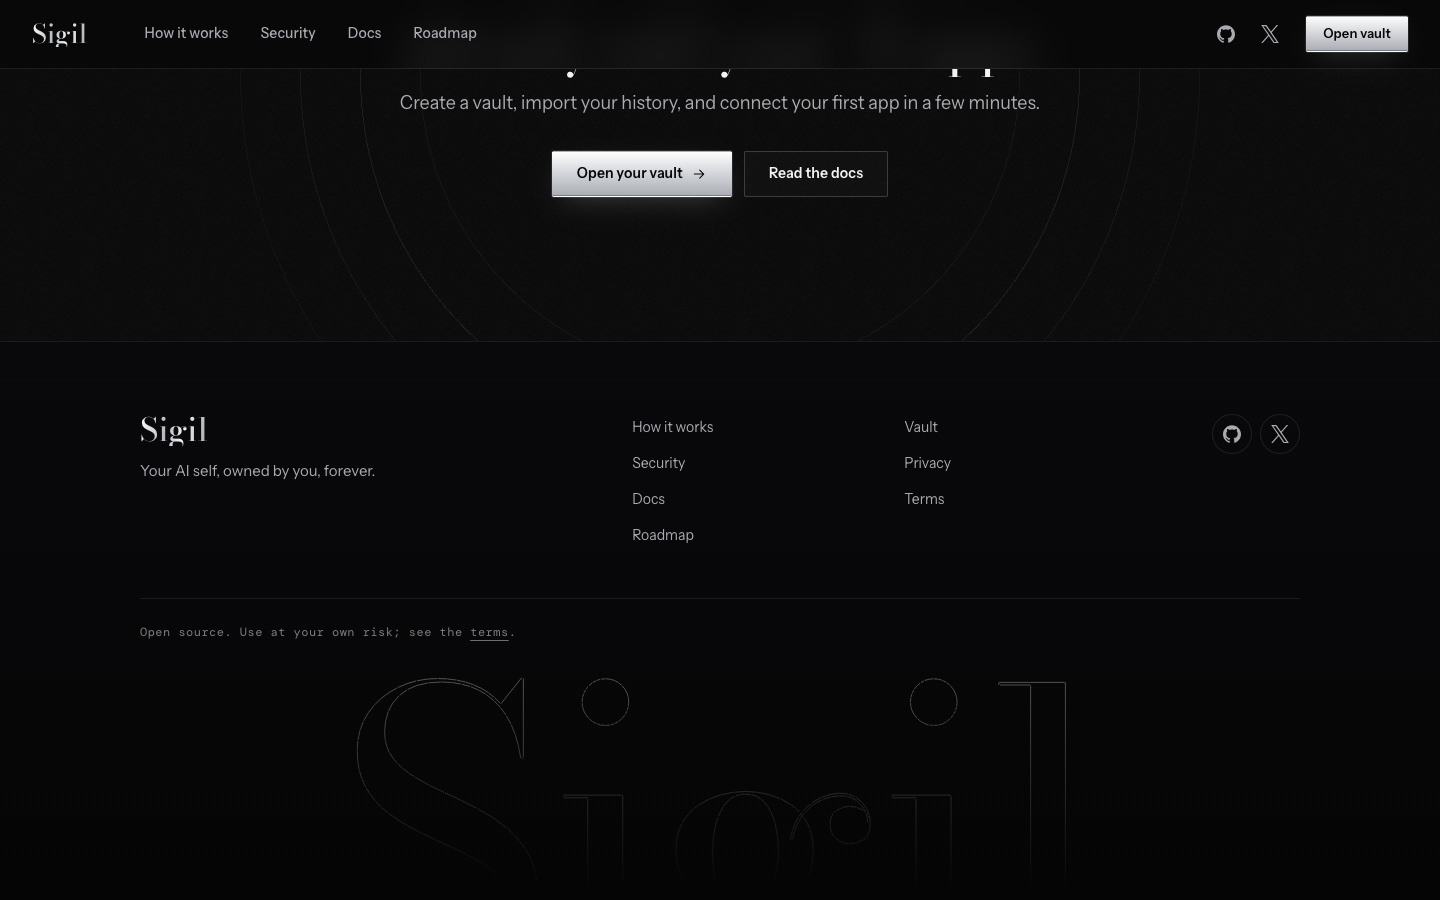 Sigil
How it works
Security
Docs
Roadmap
Open vault
Create a vault, import your history, and connect your first app in a few minutes.
Open your vault →
Read the docs
Sigil
Your AI self, owned by you, forever.
How it works
Security
Docs
Roadmap
Vault
Privacy
Terms
Open source. Use at your own risk; see the terms.
Sigil